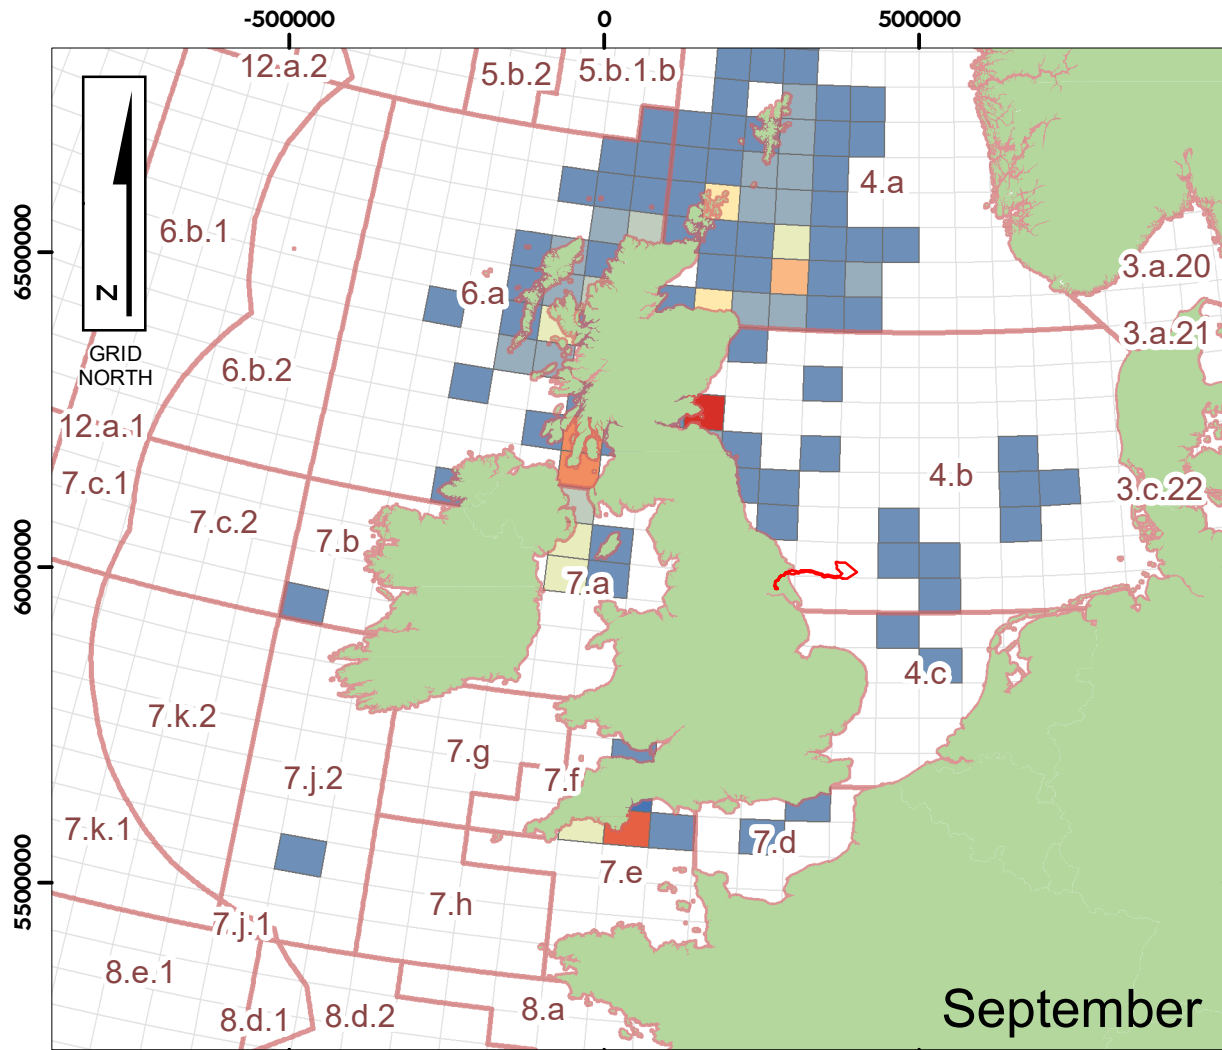 -5000000 0 500000
12.a.2
5.b.2
5.b.1.b
4.a
6.b.1
6500000
3.a.20
6.a
N
3.a.21
GRID
NORTH
6.b.2
12.a.1
7.c.1
4.b
3.c.22
7.c.2
7.b
6000000
7.a
4.c
7.k.2
7.g
7.j.2
7.f
7.k.1
7.d
7.e
5500000
7.h
7.j.1
8.e.1
8.a
8.d.1
8.d.2
September